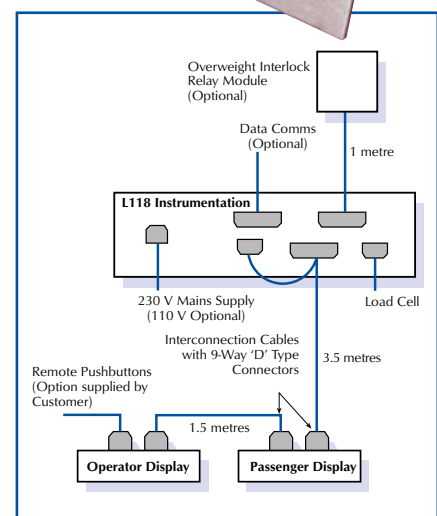 Overweight Interlock
Relay Module
(Optional)
Data Comms
(Optional)
1 metre
L118 Instrumentation
230 V Mains Supply
(110 V Optional)
Load Cell
Interconnection Cables
with 9-Way ‘D’ Type
Connectors
3.5 metres
Remote Pushbuttons
(Option supplied by
Customer)
1.5 metres
Operator Display
Passenger Display